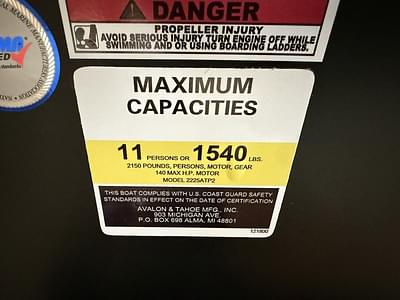 DANGER
PROPELLER INJURY
AVOID SERIOUS INJURY TURN ENGINE OFF WHILE
SWIMMING AND OR USING BOARDING LADDERS.
MAXIMUM
CAPACITIES
11 PERSONS OR 1540 LBS.
2150 POUNDS, PERSONS, MOTOR, GEAR
140 MAX H.P. MOTOR
MODEL 2225ATP2
THIS BOAT COMPLIES WITH U.S. COAST GUARD SAFETY
STANDARDS IN EFFECT ON THE DATE OF CERTIFICATION
AVALON & TAHOE MFG., INC.
903 MICHIGAN AVE.
P.O. BOX 698 ALMA, MI 48801